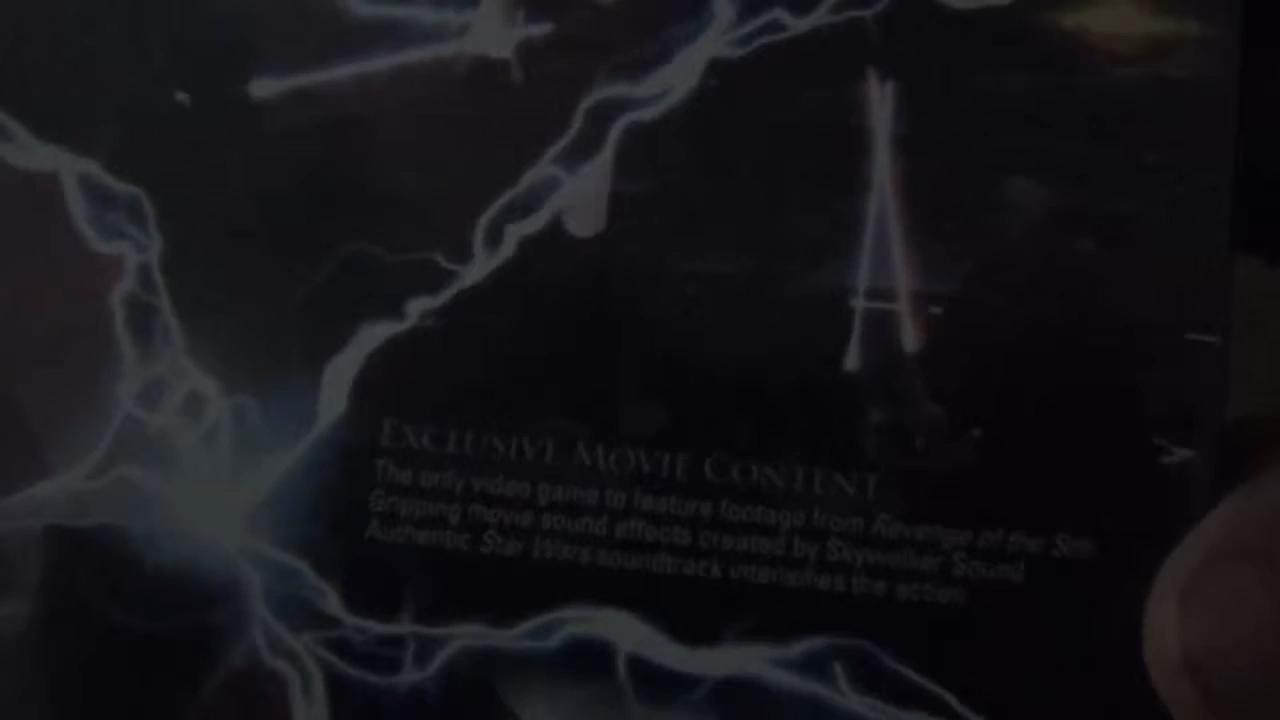 EXCLUSIVE MOVIE CONTENT
The only video game to feature footage from Revenge of the Sith
Gripping movie sound effects created by Skywalker Sound
Authentic Star Wars soundtrack intensifies the action